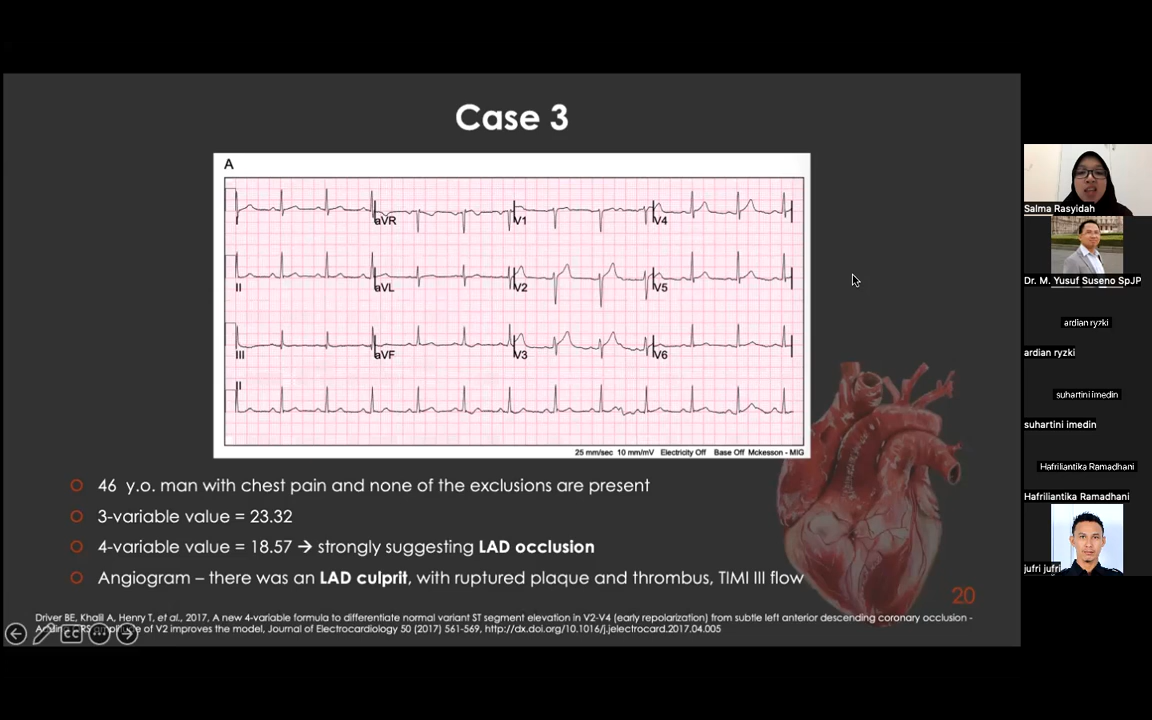 Case 3
A
I
aVR
V1
V4
II
aVL
V2
V5
III
aVF
V3
V6
II
25 mm/sec 10 mm/mV Electricity Off Base Off Mckesson - MIG
46 y.o. man with chest pain and none of the exclusions are present
3-variable value = 23.32
4-variable value = 18.57 → strongly suggesting LAD occlusion
Angiogram – there was an LAD culprit, with ruptured plaque and thrombus, TIMI III flow
20
Driver BE, Khalil A, Henry T, et al., 2017, A new 4-variable formula to differentiate normal variant ST segment elevation in V2-V4 (early repolarization) from subtle left anterior descending coronary occlusion -
of V2 improves the model, Journal of Electrocardiology 50 (2017) 561-569, http://dx.doi.org/10.1016/j.jelectrocard.2017.04.005
CC
Salma Rasyidah
Dr. M. Yusuf Suseno SpJP
ardian ryzki
ardian ryzki
suhartini imedin
suhartini imedin
Hafriliantika Ramadhani
Hafriliantika Ramadhani
jufri jufri